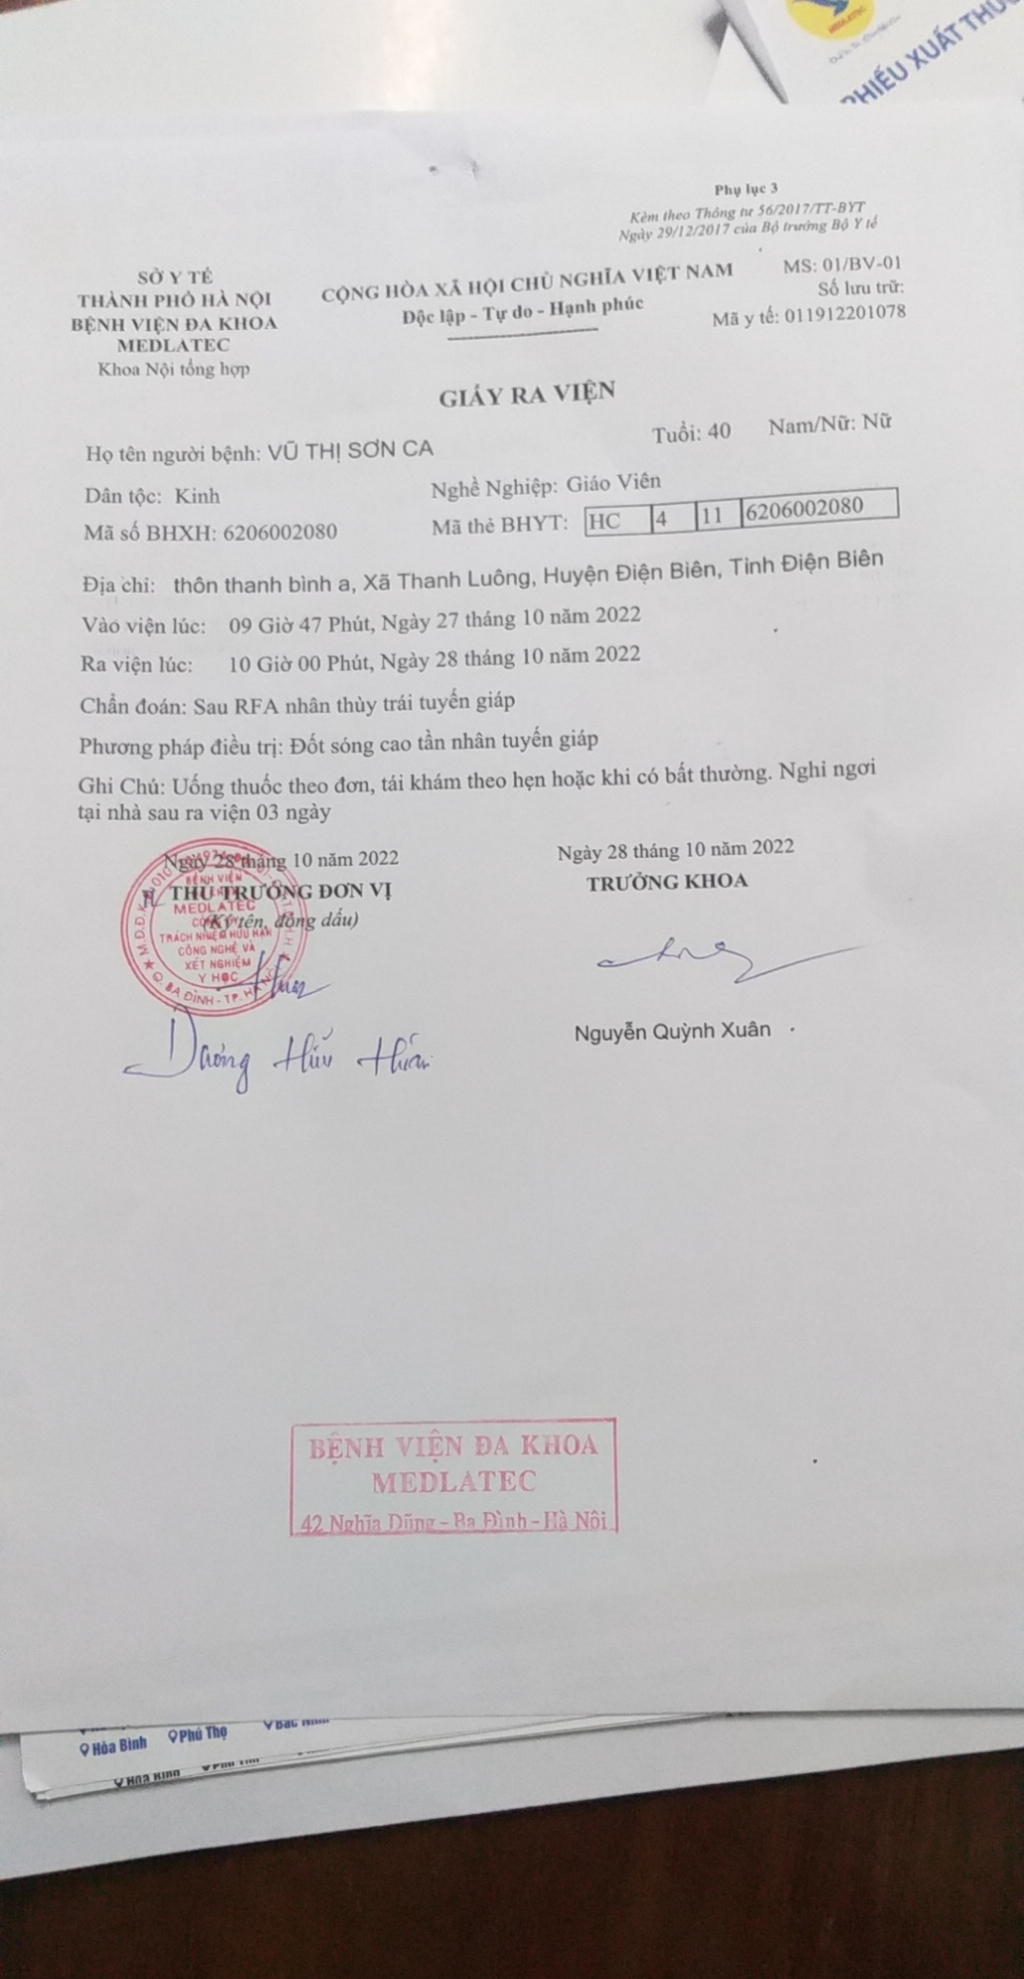 PHIẾU XUẤT THU
Phụ lục 3
Kèm theo Thông tư 56/2017/TT-BYT
Ngày 29/12/2017 của Bộ trưởng Bộ Y tế
SỞ Y TẾ
THÀNH PHỐ HÀ NỘI
BỆNH VIỆN ĐA KHOA
MEDLATEC
Khoa Nội tổng hợp
CỘNG HÒA XÃ HỘI CHỦ NGHĨA VIỆT NAM
Độc lập - Tự do - Hạnh phúc
MS: 01/BV-01
Số lưu trữ:
Mã y tế: 011912201078
GIẤY RA VIỆN
Họ tên người bệnh: VŨ THỊ SƠN CA Tuổi: 40 Nam/Nữ: Nữ
Dân tộc: Kinh Nghề Nghiệp: Giáo Viên
Mã số BHXH: 6206002080 Mã thẻ BHYT: HC 4 11 6206002080
Địa chỉ: thôn thanh bình a, Xã Thanh Luông, Huyện Điện Biên, Tỉnh Điện Biên
Vào viện lúc: 09 Giờ 47 Phút, Ngày 27 tháng 10 năm 2022
Ra viện lúc: 10 Giờ 00 Phút, Ngày 28 tháng 10 năm 2022
Chẩn đoán: Sau RFA nhân thùy trái tuyến giáp
Phương pháp điều trị: Đốt sóng cao tần nhân tuyến giáp
Ghi Chú: Uống thuốc theo đơn, tái khám theo hẹn hoặc khi có bất thường. Nghỉ ngơi
tại nhà sau ra viện 03 ngày
Ngày 28 tháng 10 năm 2022
THỦ TRƯỞNG ĐƠN VỊ
(Ký tên, đóng dấu)
BỆNH VIỆN
MEDLATEC
TRÁCH NHIỆM HỮU HẠN
CÔNG NGHỆ VÀ
XÉT NGHIỆM
Y HỌC
Q. BA ĐÌNH - TP. HÀ NỘI
Dương Hữu
Ngày 28 tháng 10 năm 2022
TRƯỞNG KHOA
Nguyễn Quỳnh Xuân
BỆNH VIỆN ĐA KHOA
MEDLATEC
42 Nghĩa Dũng - Ba Đình - Hà Nội
Hòa Bình Phú Thọ